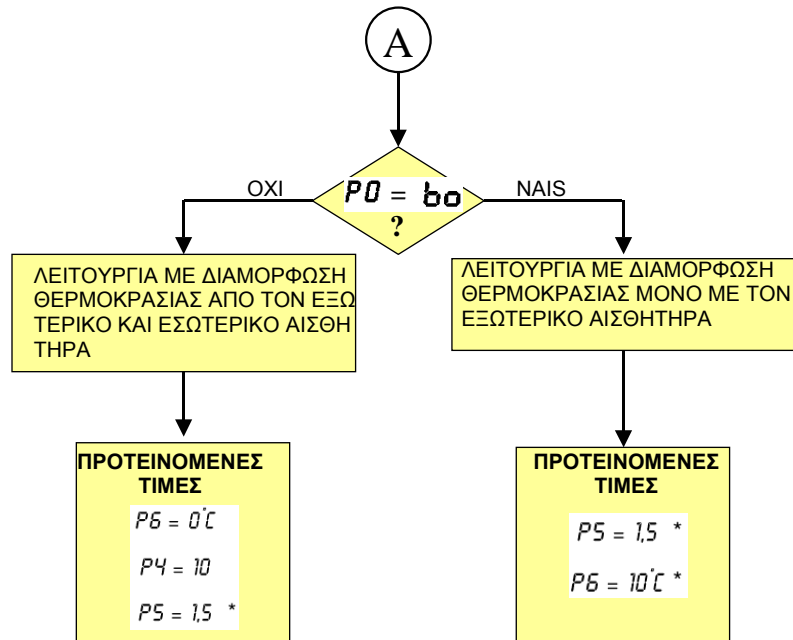 A
P0 = bo
?
ΟΧΙ
NAIS
ΛΕΙΤΟΥΡΓΙΑ ΜΕ ΔΙΑΜΟΡΦΩΣΗ
ΘΕΡΜΟΚΡΑΣΙΑΣ ΑΠΟ ΤΟΝ ΕΞΩ
ΤΕΡΙΚΟ ΚΑΙ ΕΣΩΤΕΡΙΚΟ ΑΙΣΘΗ
ΤΗΡΑ
ΛΕΙΤΟΥΡΓΙΑ ΜΕ ΔΙΑΜΟΡΦΩΣΗ
ΘΕΡΜΟΚΡΑΣΙΑΣ ΜΟΝΟ ΜΕ ΤΟΝ
ΕΞΩΤΕΡΙΚΟ ΑΙΣΘΗΤΗΡΑ
ΠΡΟΤΕΙΝΟΜΕΝΕΣ
ΤΙΜΕΣ
P6 = 0°C
P4 = 10
P5 = 1,5 *
ΠΡΟΤΕΙΝΟΜΕΝΕΣ
ΤΙΜΕΣ
P5 = 1,5 *
P6 = 10°C *